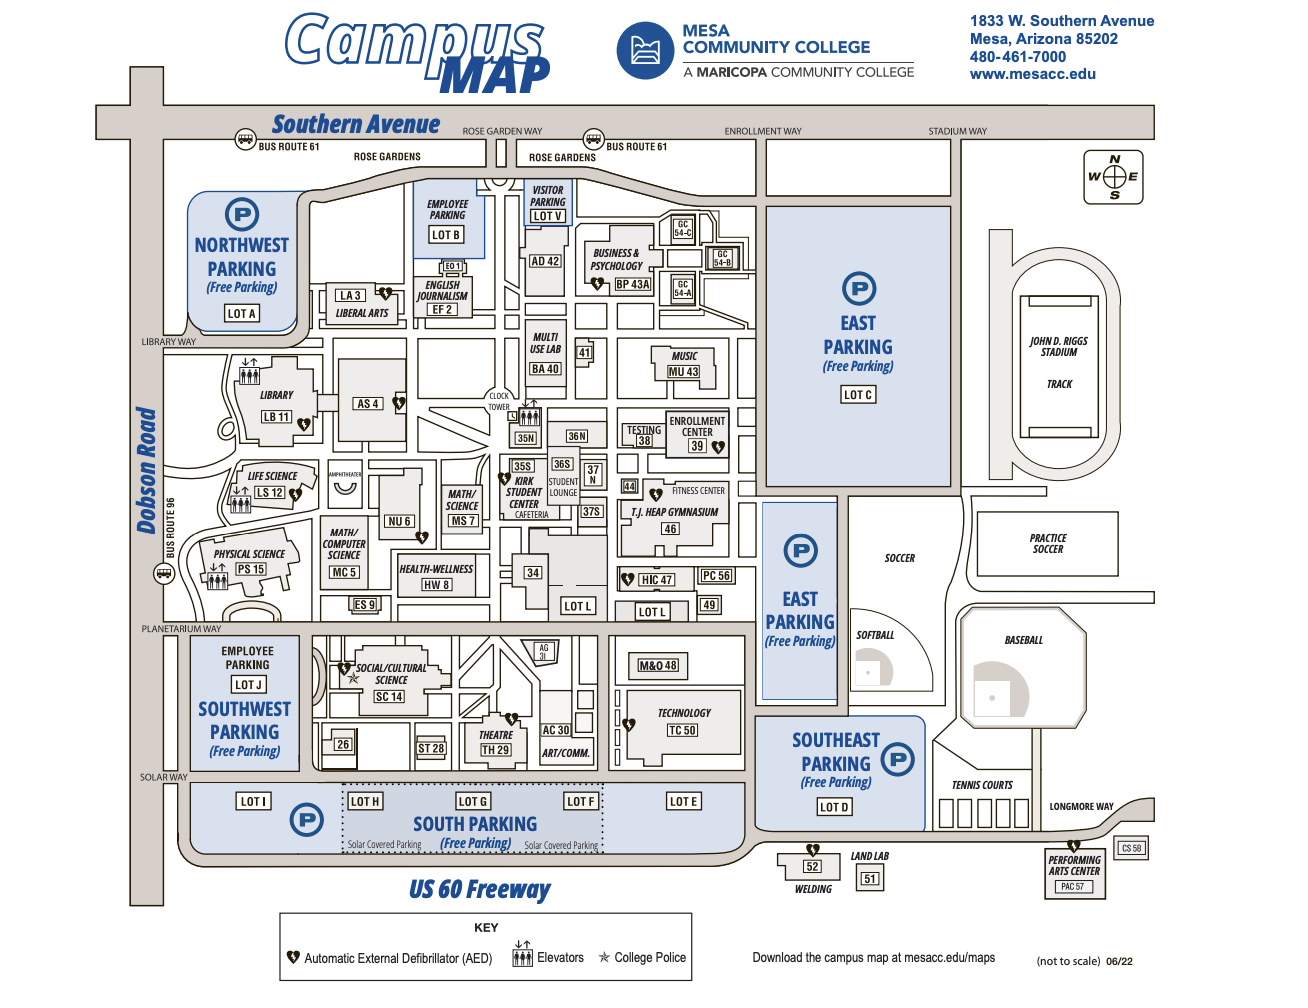 Campus
MAP
MESA
COMMUNITY COLLEGE
A MARICOPA COMMUNITY COLLEGE
1833 W. Southern Avenue
Mesa, Arizona 85202
480-461-7000
www.mesacc.edu
Southern Avenue
ROSE GARDEN WAY
ENROLLMENT WAY
STADIUM WAY
BUS ROUTE 61
BUS ROUTE 61
ROSE GARDENS
ROSE GARDENS
N
W E
S
P
NORTHWEST
PARKING
(Free Parking)
LOT A
EMPLOYEE
PARKING
LOT B
VISITOR
PARKING
LOT V
EO 1
ENGLISH
JOURNALISM
EF 2
LA 3
LIBERAL ARTS
AD 42
BUSINESS &
PSYCHOLOGY
BP 43A
GC
54-C
GC
54-B
GC
54-A
P
EAST
PARKING
(Free Parking)
LOT C
JOHN D. RIGGS
STADIUM
TRACK
LIBRARY WAY
MULTI
USE LAB
BA 40
41
MUSIC
MU 43
LIBRARY
LB 11
AS 4
CLOCK
TOWER
35N
36N
TESTING
38
ENROLLMENT
CENTER
39
Dobson Road
BUS ROUTE 96
LIFE SCIENCE
LS 12
AMPHITHEATER
NU 6
MATH/
SCIENCE
MS 7
35S
KIRK
STUDENT
CENTER
CAFETERIA
36S
STUDENT
LOUNGE
37
N
37S
44
FITNESS CENTER
T.J. HEAP GYMNASIUM
46
PHYSICAL SCIENCE
PS 15
MATH/
COMPUTER
SCIENCE
MC 5
HEALTH-WELLNESS
HW 8
ES 9
34
LOT L
HIC 47
PC 56
LOT L
49
P
EAST
PARKING
(Free Parking)
SOCCER
PRACTICE
SOCCER
SOFTBALL
BASEBALL
PLANETARIUM WAY
EMPLOYEE
PARKING
LOT J
SOUTHWEST
PARKING
(Free Parking)
SOCIAL/CULTURAL
SCIENCE
SC 14
AG
31
M&O 48
26
ST 28
THEATRE
TH 29
AC 30
ART/COMM.
TECHNOLOGY
TC 50
SOUTHEAST
PARKING
(Free Parking)
P
LOT D
TENNIS COURTS
LONGMORE WAY
SOLAR WAY
LOT I
P
LOT H
LOT G
LOT F
LOT E
SOUTH PARKING
(Free Parking)
Solar Covered Parking
Solar Covered Parking
52
WELDING
LAND LAB
51
PERFORMING
ARTS CENTER
PAC 57
CS 58
US 60 Freeway
KEY
Automatic External Defibrillator (AED)
Elevators
College Police
Download the campus map at mesacc.edu/maps
(not to scale) 06/22